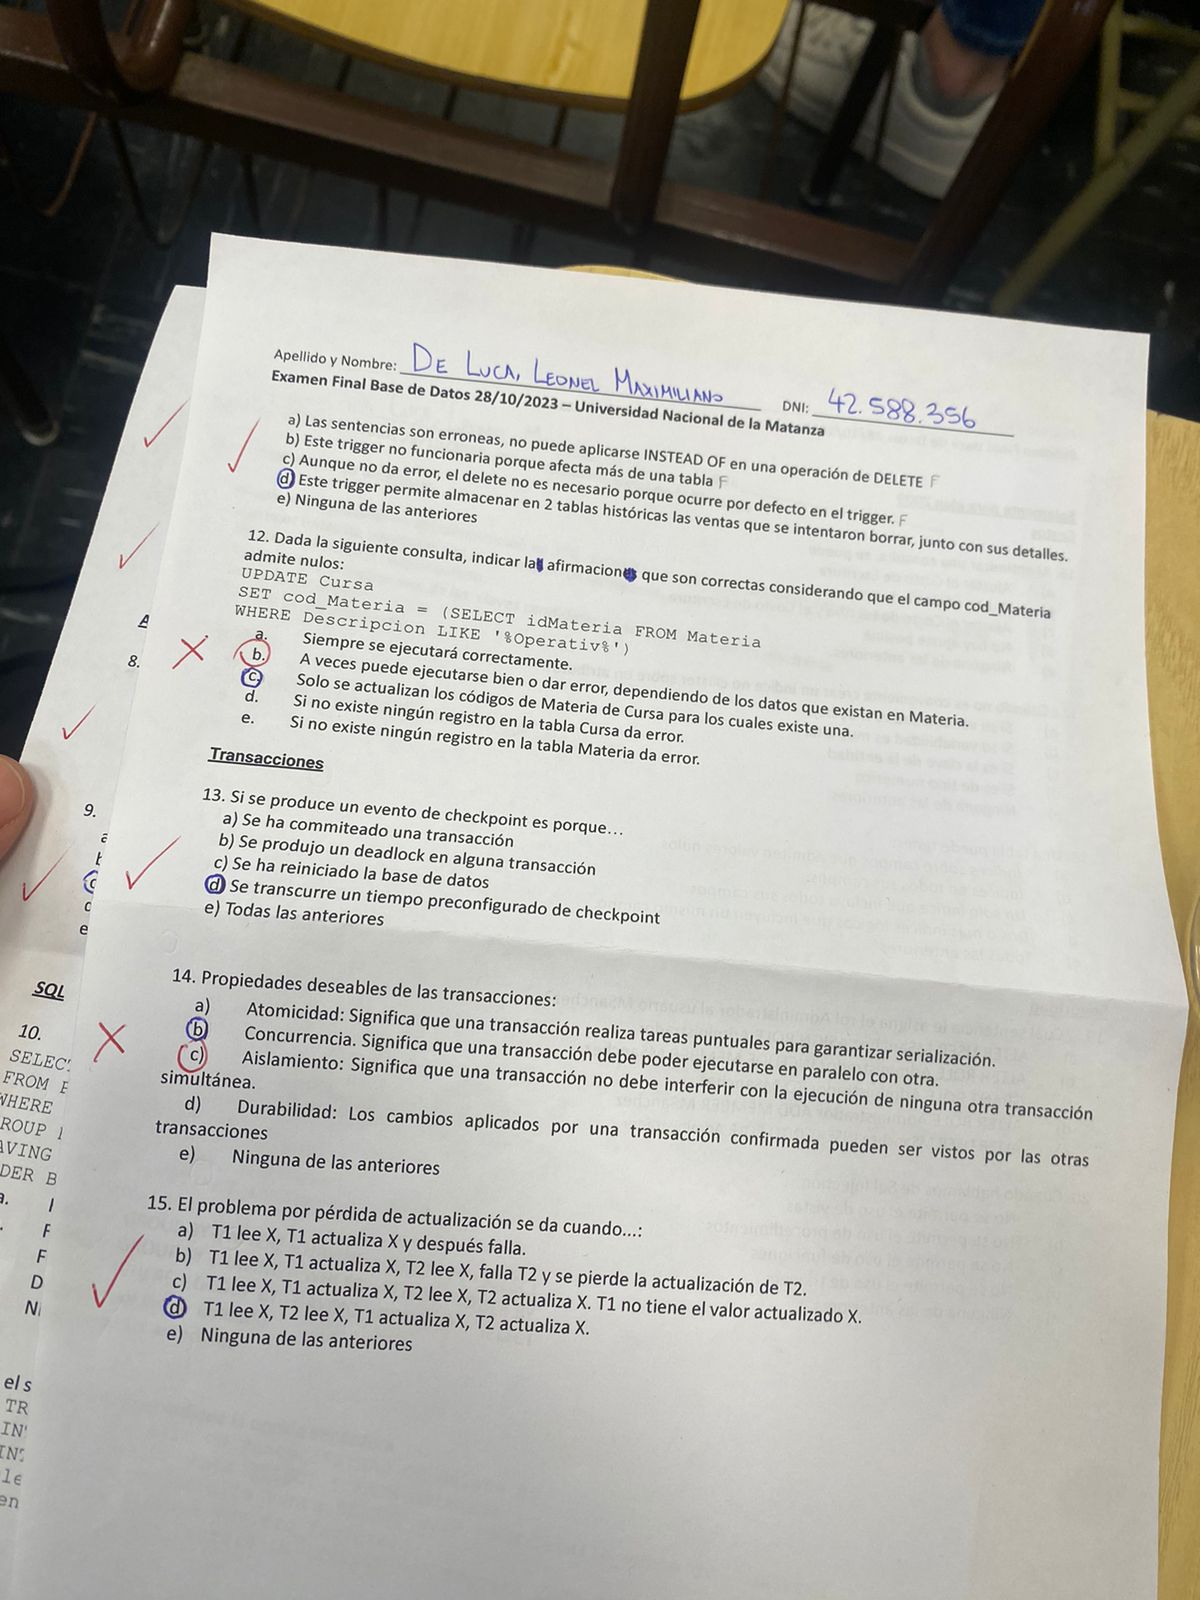 Apellido y Nombre: DE LUCA, LEONEL MAXIMILIANO DNI: 42.588.356
Examen Final Base de Datos 28/10/2023 – Universidad Nacional de la Matanza
a) Las sentencias son erroneas, no puede aplicarse INSTEAD OF en una operación de DELETE F
b) Este trigger no funcionaria porque afecta más de una tabla F
c) Aunque no da error, el delete no es necesario porque ocurre por defecto en el trigger. F
d) Este trigger permite almacenar en 2 tablas históricas las ventas que se intentaron borrar, junto con sus detalles.
e) Ninguna de las anteriores
12. Dada la siguiente consulta, indicar la afirmacion que son correctas considerando que el campo cod_Materia
admite nulos:
UPDATE Cursa
SET cod_Materia = (SELECT idMateria FROM Materia
WHERE Descripcion LIKE '%Operativ%')
a. Siempre se ejecutará correctamente.
b. A veces puede ejecutarse bien o dar error, dependiendo de los datos que existan en Materia.
c. Solo se actualizan los códigos de Materia de Cursa para los cuales existe una.
d. Si no existe ningún registro en la tabla Cursa da error.
e. Si no existe ningún registro en la tabla Materia da error.
Transacciones
13. Si se produce un evento de checkpoint es porque...
a) Se ha commiteado una transacción
b) Se produjo un deadlock en alguna transacción
c) Se ha reiniciado la base de datos
d) Se transcurre un tiempo preconfigurado de checkpoint
e) Todas las anteriores
14. Propiedades deseables de las transacciones:
a) Atomicidad: Significa que una transacción realiza tareas puntuales para garantizar serialización.
b) Concurrencia. Significa que una transacción debe poder ejecutarse en paralelo con otra.
c) Aislamiento: Significa que una transacción no debe interferir con la ejecución de ninguna otra transacción
simultánea.
d) Durabilidad: Los cambios aplicados por una transacción confirmada pueden ser vistos por las otras
transacciones
e) Ninguna de las anteriores
15. El problema por pérdida de actualización se da cuando...:
a) T1 lee X, T1 actualiza X y después falla.
b) T1 lee X, T1 actualiza X, T2 lee X, falla T2 y se pierde la actualización de T2.
c) T1 lee X, T1 actualiza X, T2 lee X, T2 actualiza X. T1 no tiene el valor actualizado X.
d) T1 lee X, T2 lee X, T1 actualiza X, T2 actualiza X.
e) Ninguna de las anteriores
8.
9.
c
e
SQL
10.
SELEC
FROM
WHERE
ROUP
AVING
DER B
F
F
D
el s
TR
IN
le
en